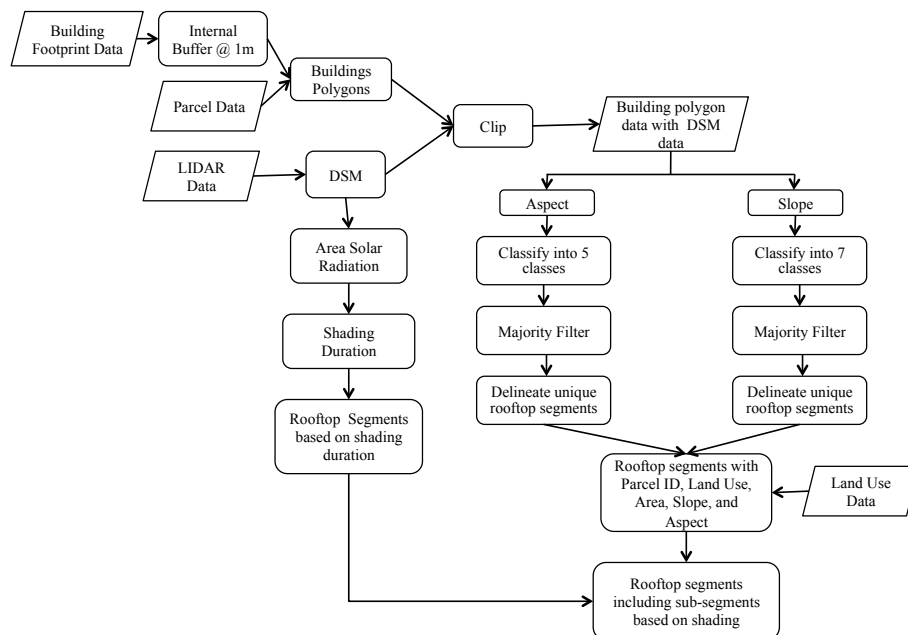 Building
Footprint Data
Internal
Buffer @ 1m
Parcel Data
Buildings
Polygons
LIDAR
Data
DSM
Clip
Building polygon
data with DSM
data
Aspect
Slope
Classify into 5
classes
Classify into 7
classes
Majority Filter
Majority Filter
Delineate unique
rooftop segments
Delineate unique
rooftop segments
Area Solar
Radiation
Shading
Duration
Rooftop Segments
based on shading
duration
Rooftop segments with
Parcel ID, Land Use,
Area, Slope, and
Aspect
Land Use
Data
Rooftop segments
including sub-segments
based on shading